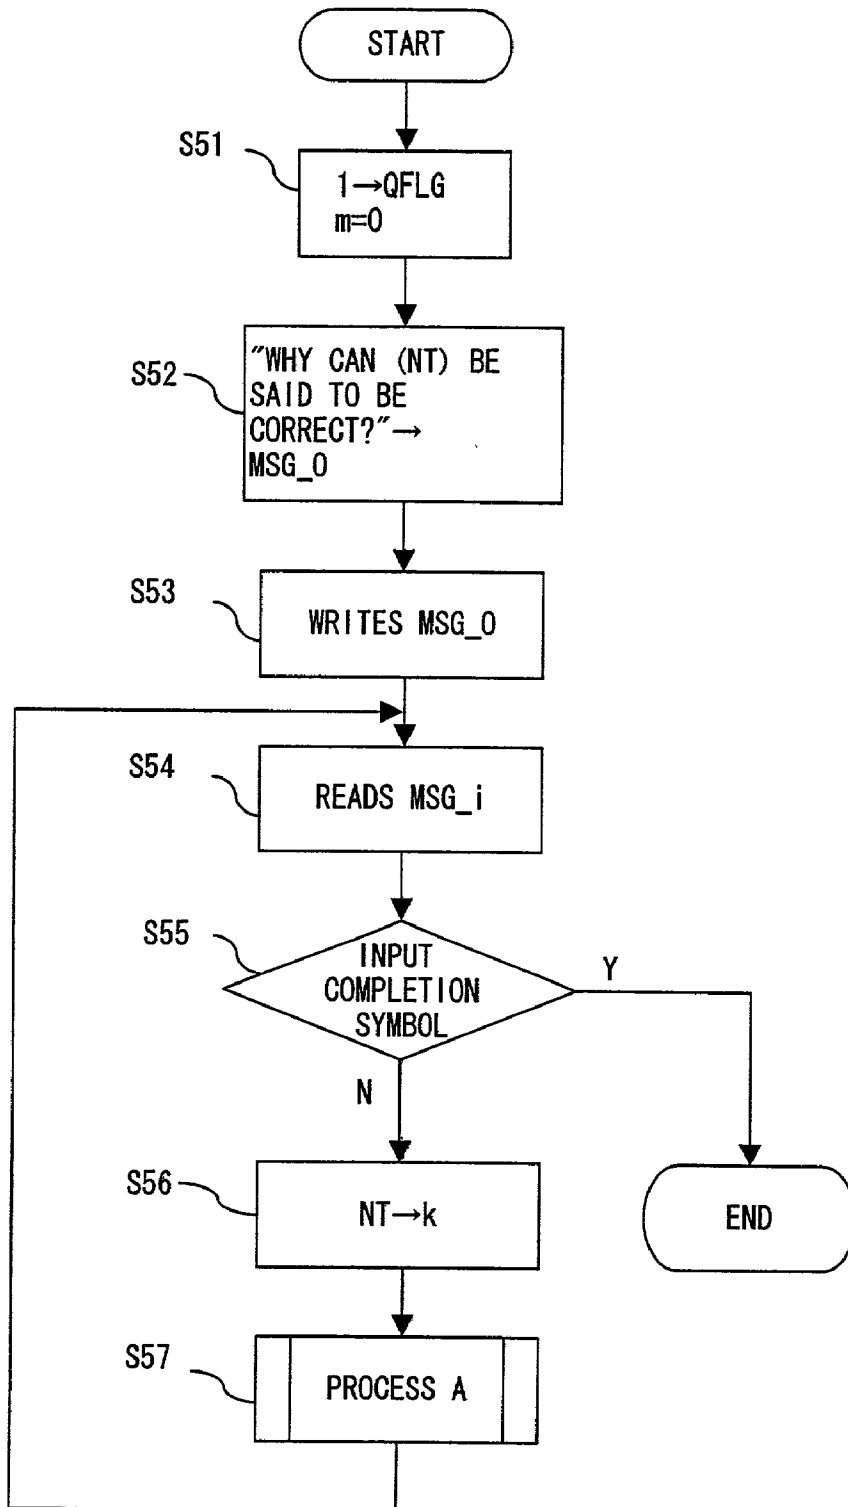 START
S51
1→QFLG
m=0
S52
"WHY CAN (NT) BE
SAID TO BE
CORRECT?"→
MSG_O
S53
WRITES MSG_O
S54
READS MSG_i
S55
INPUT
COMPLETION
SYMBOL
Y
N
S56
NT→k
END
S57
PROCESS A